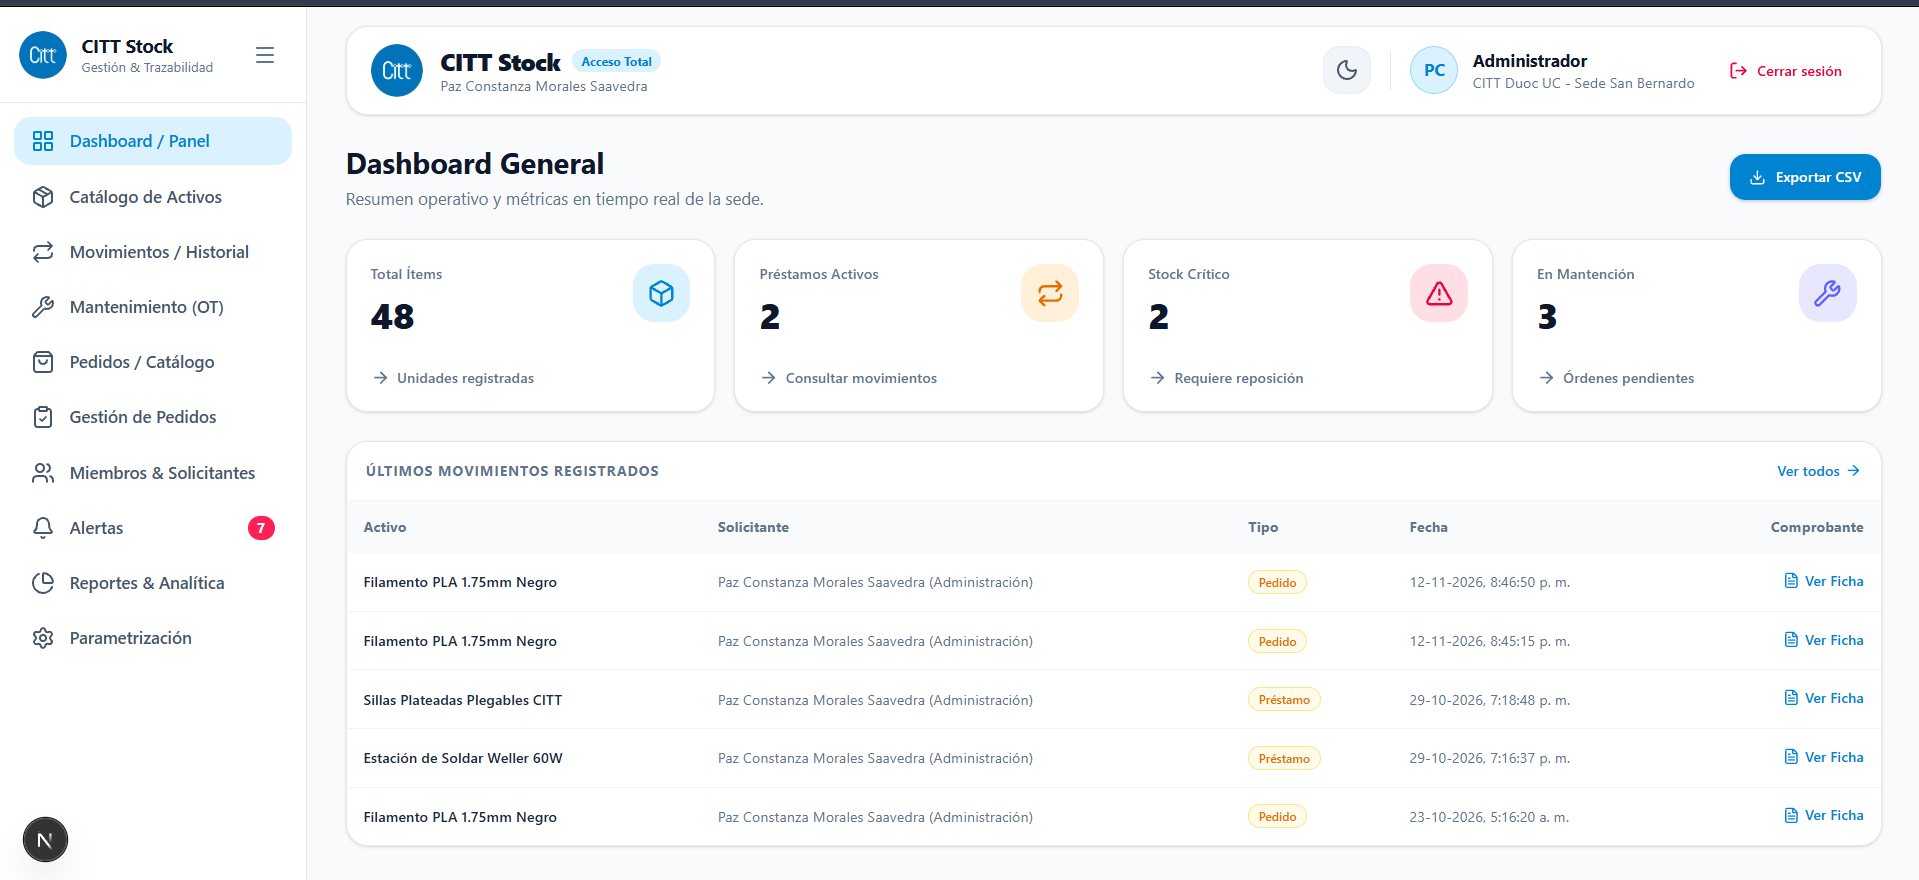 Citt
CITT Stock
Gestión & Trazabilidad
Dashboard / Panel
Catálogo de Activos
Movimientos / Historial
Mantenimiento (OT)
Pedidos / Catálogo
Gestión de Pedidos
Miembros & Solicitantes
Alertas 7
Reportes & Analítica
Parametrización
N
Citt
CITT Stock Acceso Total
Paz Constanza Morales Saavedra
PC
Administrador
CITT Duoc UC - Sede San Bernardo
Cerrar sesión
Dashboard General
Resumen operativo y métricas en tiempo real de la sede.
Exportar CSV
Total Ítems
48
Unidades registradas
Préstamos Activos
2
Consultar movimientos
Stock Crítico
2
Requiere reposición
En Mantención
3
Órdenes pendientes
ÚLTIMOS MOVIMIENTOS REGISTRADOS Ver todos
Activo Solicitante Tipo Fecha Comprobante
Filamento PLA 1.75mm Negro Paz Constanza Morales Saavedra (Administración) Pedido 12-11-2026, 8:46:50 p. m. Ver Ficha
Filamento PLA 1.75mm Negro Paz Constanza Morales Saavedra (Administración) Pedido 12-11-2026, 8:45:15 p. m. Ver Ficha
Sillas Plateadas Plegables CITT Paz Constanza Morales Saavedra (Administración) Préstamo 29-10-2026, 7:18:48 p. m. Ver Ficha
Estación de Soldar Weller 60W Paz Constanza Morales Saavedra (Administración) Préstamo 29-10-2026, 7:16:37 p. m. Ver Ficha
Filamento PLA 1.75mm Negro Paz Constanza Morales Saavedra (Administración) Pedido 23-10-2026, 5:16:20 a. m. Ver Ficha